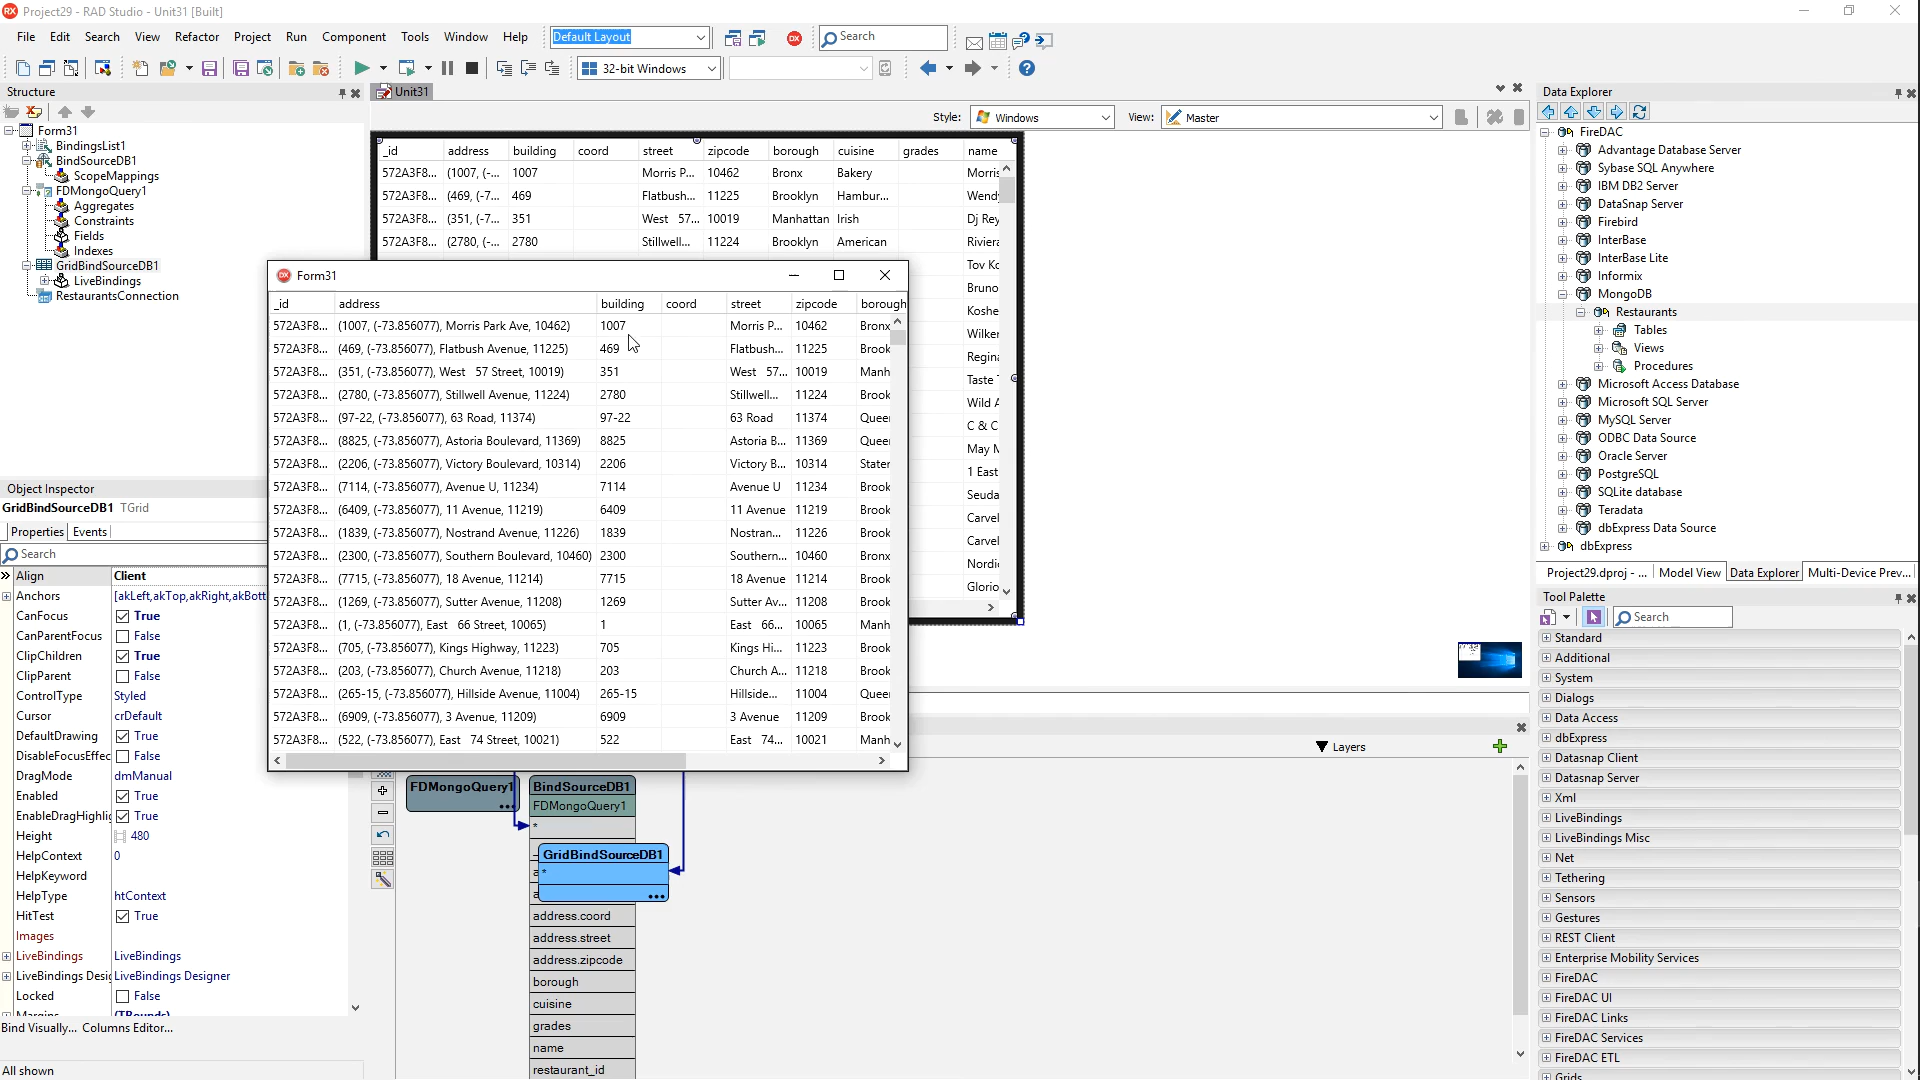 Project29 - RAD Studio - Unit31 [Built]
File Edit Search View Refactor Project Run Component Tools Window Help
Default Layout
Search
32-bit Windows
Structure
Form31
BindingsList1
BindSourceDB1
ScopeMappings
FDMongoQuery1
Aggregates
Constraints
Fields
Indexes
GridBindSourceDB1
LiveBindings
RestaurantsConnection
Object Inspector
GridBindSourceDB1 TGrid
Properties Events
Search
Align Client
Anchors [akLeft,akTop,akRight,akBott
CanFocus True
CanParentFocus False
ClipChildren True
ClipParent False
ControlType Styled
Cursor crDefault
DefaultDrawing True
DisableFocusEffec False
DragMode dmManual
Enabled True
EnableDragHighlig True
Height 480
HelpContext 0
HelpKeyword
HelpType htContext
HitTest True
Images
LiveBindings LiveBindings
LiveBindings Desig LiveBindings Designer
Locked False
Margins (TBounds)
Bind Visually... Columns Editor...
All shown
Unit31
Style: Windows View: Master
_id address building coord street zipcode borough cuisine grades name
572A3F8... (1007, (-... 1007 Morris P... 10462 Bronx Bakery Morris
572A3F8... (469, (-7... 469 Flatbush... 11225 Brooklyn Hambur... Wend
572A3F8... (351, (-7... 351 West 57... 10019 Manhattan Irish Dj Rey
572A3F8... (2780, (-... 2780 Stillwell... 11224 Brooklyn American Riviera
Tov Ko
Bruno
Koshe
Wilker
Regina
Taste
Wild A
C & C
May M
1 East
Seuda
Carvel
Carvel
Nordi
Glorio
Form31
_id address building coord street zipcode borough
572A3F8... (1007, (-73.856077), Morris Park Ave, 10462) 1007 Morris P... 10462 Bronx
572A3F8... (469, (-73.856077), Flatbush Avenue, 11225) 469 Flatbush... 11225 Brook
572A3F8... (351, (-73.856077), West 57 Street, 10019) 351 West 57... 10019 Manh
572A3F8... (2780, (-73.856077), Stillwell Avenue, 11224) 2780 Stillwell... 11224 Brook
572A3F8... (97-22, (-73.856077), 63 Road, 11374) 97-22 63 Road 11374 Quee
572A3F8... (8825, (-73.856077), Astoria Boulevard, 11369) 8825 Astoria B... 11369 Quee
572A3F8... (2206, (-73.856077), Victory Boulevard, 10314) 2206 Victory B... 10314 Stater
572A3F8... (7114, (-73.856077), Avenue U, 11234) 7114 Avenue U 11234 Brook
572A3F8... (6409, (-73.856077), 11 Avenue, 11219) 6409 11 Avenue 11219 Brook
572A3F8... (1839, (-73.856077), Nostrand Avenue, 11226) 1839 Nostran... 11226 Brook
572A3F8... (2300, (-73.856077), Southern Boulevard, 10460) 2300 Southern... 10460 Bronx
572A3F8... (7715, (-73.856077), 18 Avenue, 11214) 7715 18 Avenue 11214 Brook
572A3F8... (1269, (-73.856077), Sutter Avenue, 11208) 1269 Sutter Av... 11208 Brook
572A3F8... (1, (-73.856077), East 66 Street, 10065) 1 East 66... 10065 Manh
572A3F8... (705, (-73.856077), Kings Highway, 11223) 705 Kings Hi... 11223 Brook
572A3F8... (203, (-73.856077), Church Avenue, 11218) 203 Church A... 11218 Brook
572A3F8... (265-15, (-73.856077), Hillside Avenue, 11004) 265-15 Hillside... 11004 Quee
572A3F8... (6909, (-73.856077), 3 Avenue, 11209) 6909 3 Avenue 11209 Brook
572A3F8... (522, (-73.856077), East 74 Street, 10021) 522 East 74... 10021 Manh
Layers
FDMongoQuery1
BindSourceDB1
FDMongoQuery1
*
GridBindSourceDB1
*
address.coord
address.street
address.zipcode
borough
cuisine
grades
name
restaurant_id
Data Explorer
FireDAC
Advantage Database Server
Sybase SQL Anywhere
IBM DB2 Server
DataSnap Server
Firebird
InterBase
InterBase Lite
Informix
MongoDB
Restaurants
Tables
Views
Procedures
Microsoft Access Database
Microsoft SQL Server
MySQL Server
ODBC Data Source
Oracle Server
PostgreSQL
SQLite database
Teradata
dbExpress Data Source
dbExpress
Project29.dproj - ... Model View Data Explorer Multi-Device Prev...
Tool Palette
Search
Standard
Additional
System
Dialogs
Data Access
dbExpress
Datasnap Client
Datasnap Server
Xml
LiveBindings
LiveBindings Misc
Net
Tethering
Sensors
Gestures
REST Client
Enterprise Mobility Services
FireDAC
FireDAC UI
FireDAC Links
FireDAC Services
FireDAC ETL
Grids